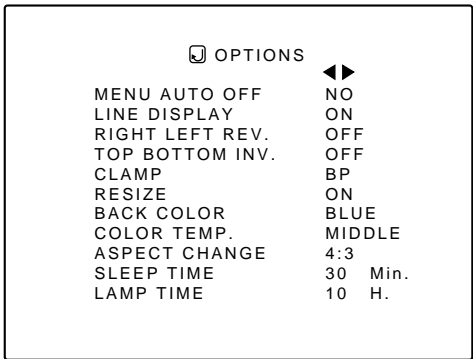 OPTIONS
MENU AUTO OFF NO
LINE DISPLAY ON
RIGHT LEFT REV. OFF
TOP BOTTOM INV. OFF
CLAMP BP
RESIZE ON
BACK COLOR BLUE
COLOR TEMP. MIDDLE
ASPECT CHANGE 4:3
SLEEP TIME 30 Min.
LAMP TIME 10 H.